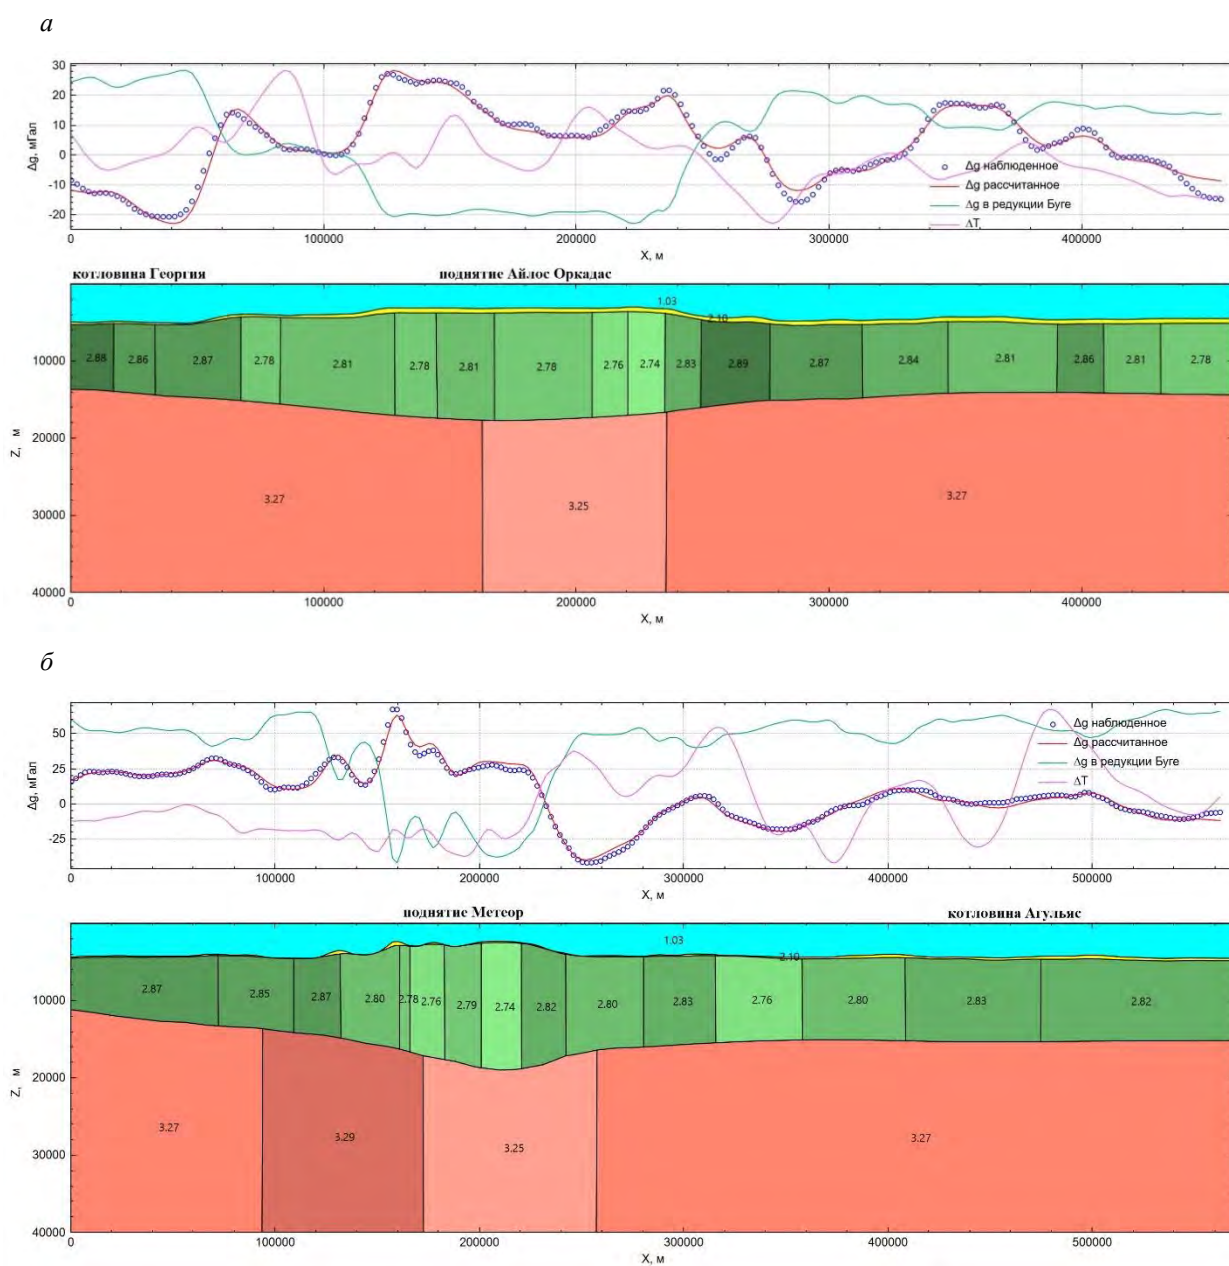 а
30
20
10
0
-10
-20
Δg, мГал
Δg наблюденное
Δg рассчитанное
Δg в редукции Буге
ΔT
0 100000 200000 300000 400000
X, м
котловина Георгия поднятие Айлос Оркадас
1.03
2.10
2.88 2.86 2.87 2.78 2.81 2.78 2.81 2.78 2.76 2.74 2.83 2.89 2.87 2.84 2.81 2.86 2.81 2.78
10000
20000
30000
40000
Z, м
3.27 3.25 3.27
0 100000 200000 300000 400000
X, м
б
50
25
0
-25
Δg, мГал
Δg наблюденное
Δg рассчитанное
Δg в редукции Буге
ΔT
0 100000 200000 300000 400000 500000
X, м
поднятие Метеор котловина Агульяс
1.03
2.10
2.87 2.85 2.87 2.80 2.78 2.76 2.79 2.74 2.82 2.80 2.83 2.76 2.80 2.83 2.82
10000
20000
30000
40000
Z, м
3.27 3.29 3.25 3.27
0 100000 200000 300000 400000 500000
X, м